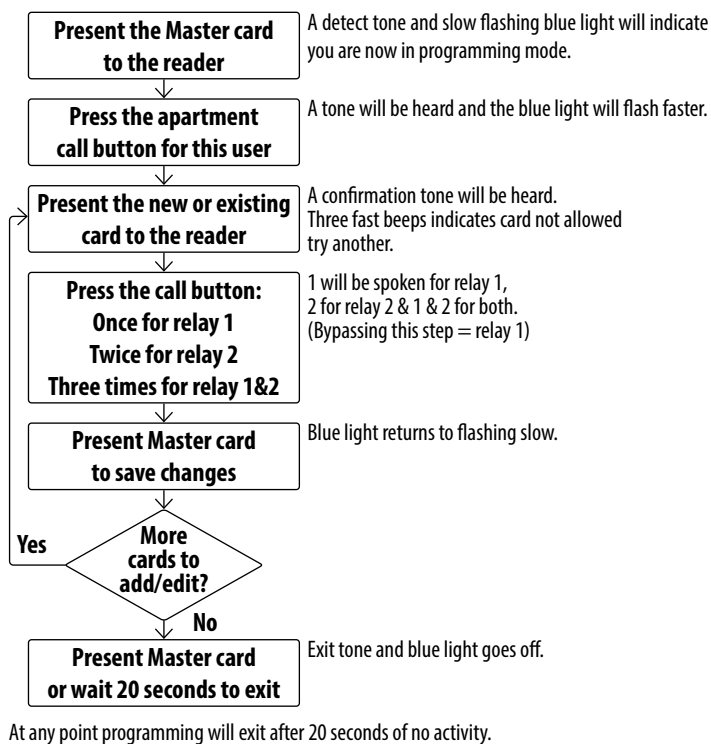 Present the Master card
to the reader
A detect tone and slow flashing blue light will indicate
you are now in programming mode.
Press the apartment
call button for this user
A tone will be heard and the blue light will flash faster.
Present the new or existing
card to the reader
A confirmation tone will be heard.
Three fast beeps indicates card not allowed
try another.
Press the call button:
Once for relay 1
Twice for relay 2
Three times for relay 1&2
1 will be spoken for relay 1,
2 for relay 2 & 1 & 2 for both.
(Bypassing this step = relay 1)
Present Master card
to save changes
Blue light returns to flashing slow.
More
cards to
add/edit?
Yes
No
Present Master card
or wait 20 seconds to exit
Exit tone and blue light goes off.
At any point programming will exit after 20 seconds of no activity.